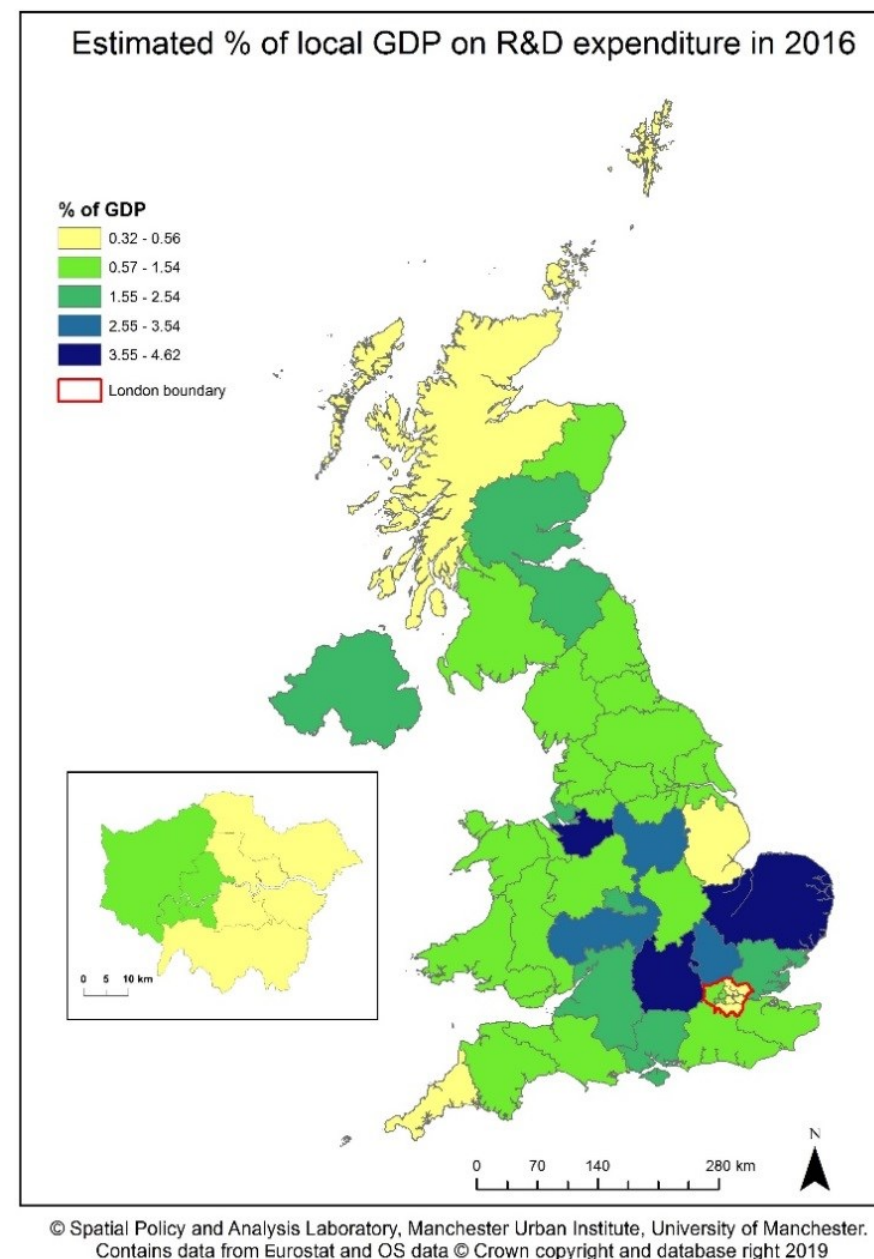 Estimated % of local GDP on R&D expenditure in 2016
% of GDP
0.32 - 0.56
0.57 - 1.54
1.55 - 2.54
2.55 - 3.54
3.55 - 4.62
London boundary
0 5 10 km
N
0 70 140 280 km
© Spatial Policy and Analysis Laboratory, Manchester Urban Institute, University of Manchester.
Contains data from Eurostat and OS data © Crown copyright and database right 2019